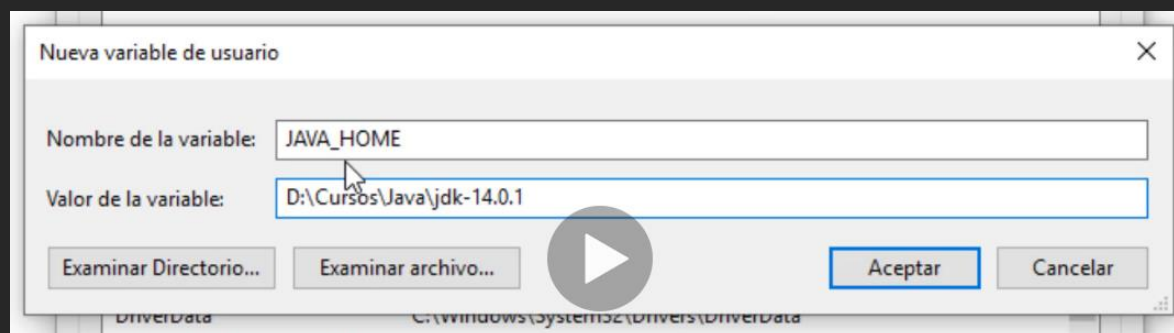 Nueva variable de usuario
Nombre de la variable: JAVA_HOME
Valor de la variable: D:\Cursos\Java\jdk-14.0.1
Examinar Directorio... Examinar archivo... Aceptar Cancelar
DriverData C:\Windows\System32\Drivers\DriverData